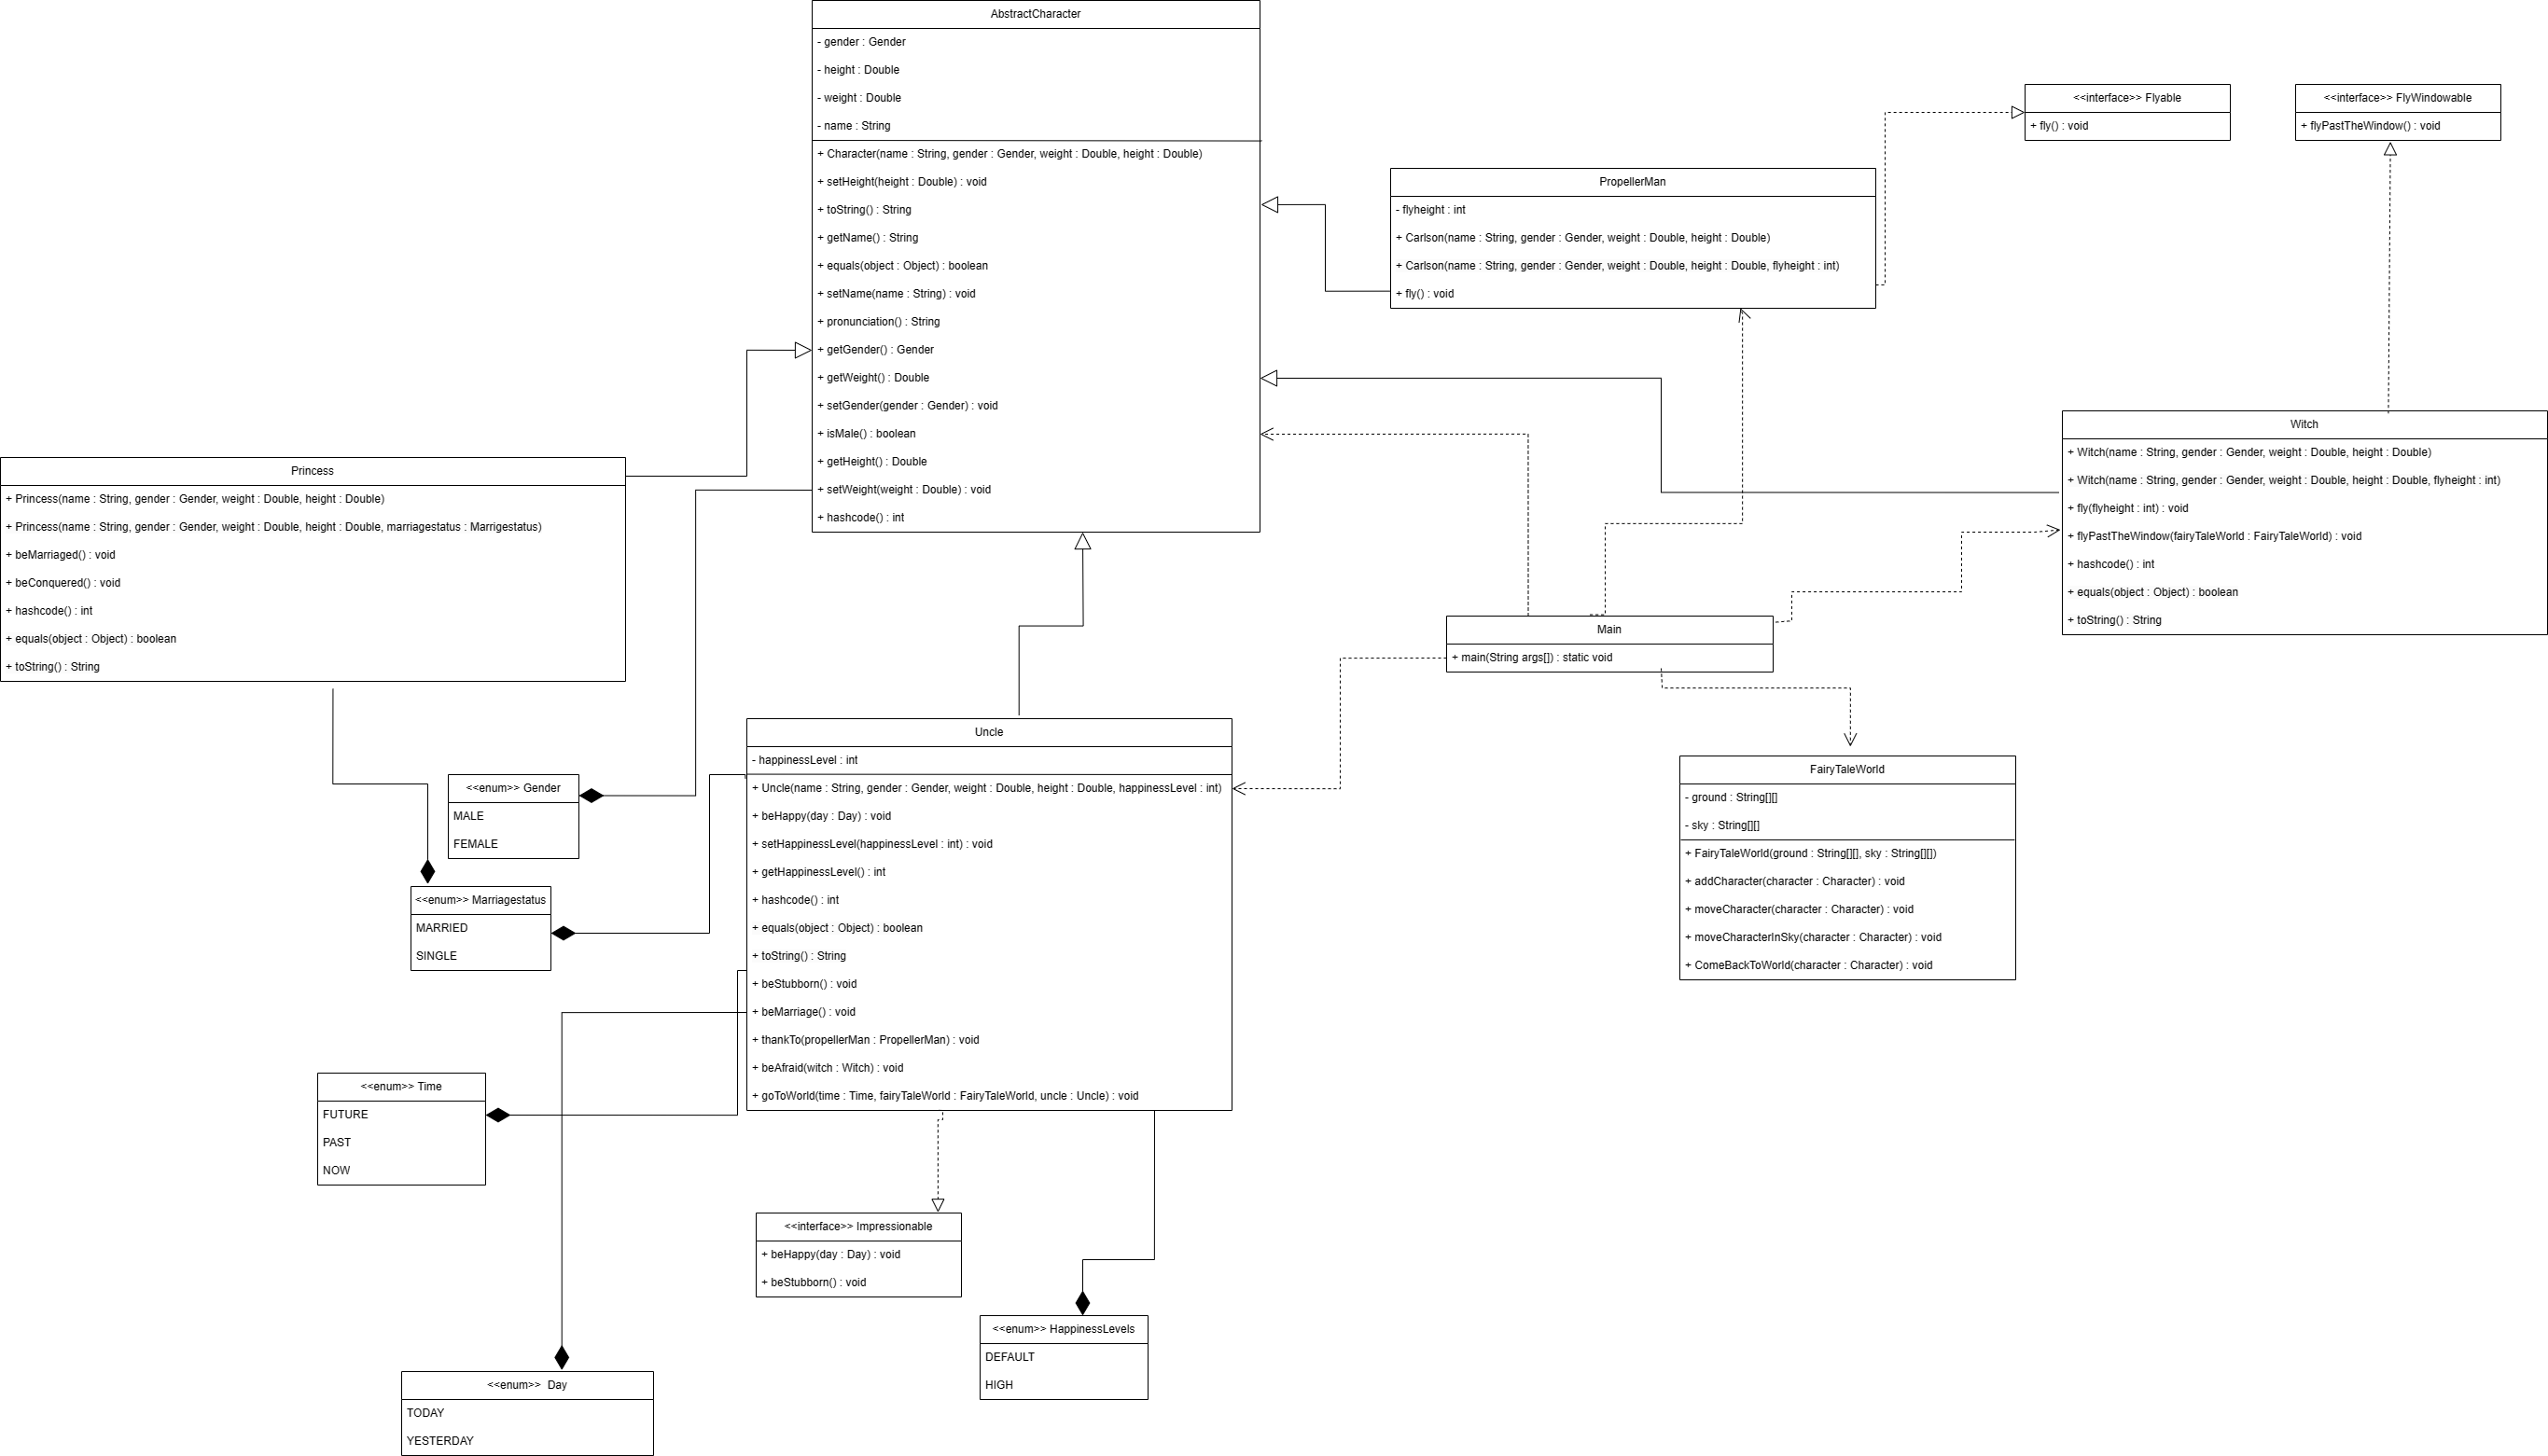 AbstractCharacter
- gender : Gender
- height : Double
- weight : Double
- name : String
+ Character(name : String, gender : Gender, weight : Double, height : Double)
+ setHeight(height : Double) : void
+ toString() : String
+ getName() : String
+ equals(object : Object) : boolean
+ setName(name : String) : void
+ pronunciation() : String
+ getGender() : Gender
+ getWeight() : Double
+ setGender(gender : Gender) : void
+ isMale() : boolean
+ getHeight() : Double
+ setWeight(weight : Double) : void
+ hashcode() : int
<<interface>> Flyable
+ fly() : void
<<interface>> FlyWindowable
+ flyPastTheWindow() : void
PropellerMan
- flyheight : int
+ Carlson(name : String, gender : Gender, weight : Double, height : Double)
+ Carlson(name : String, gender : Gender, weight : Double, height : Double, flyheight : int)
+ fly() : void
Witch
+ Witch(name : String, gender : Gender, weight : Double, height : Double)
+ Witch(name : String, gender : Gender, weight : Double, height : Double, flyheight : int)
+ fly(flyheight : int) : void
+ flyPastTheWindow(fairyTaleWorld : FairyTaleWorld) : void
+ hashcode() : int
+ equals(object : Object) : boolean
+ toString() : String
Princess
+ Princess(name : String, gender : Gender, weight : Double, height : Double)
+ Princess(name : String, gender : Gender, weight : Double, height : Double, marriagestatus : Marrigestatus)
+ beMarriaged() : void
+ beConquered() : void
+ hashcode() : int
+ equals(object : Object) : boolean
+ toString() : String
Main
+ main(String args[]) : static void
Uncle
- happinessLevel : int
+ Uncle(name : String, gender : Gender, weight : Double, height : Double, happinessLevel : int)
+ beHappy(day : Day) : void
+ setHappinessLevel(happinessLevel : int) : void
+ getHappinessLevel() : int
+ hashcode() : int
+ equals(object : Object) : boolean
+ toString() : String
+ beStubborn() : void
+ beMarriage() : void
+ thankTo(propellerMan : PropellerMan) : void
+ beAfraid(witch : Witch) : void
+ goToWorld(time : Time, fairyTaleWorld : FairyTaleWorld, uncle : Uncle) : void
FairyTaleWorld
- ground : String[][]
- sky : String[][]
+ FairyTaleWorld(ground : String[][], sky : String[][])
+ addCharacter(character : Character) : void
+ moveCharacter(character : Character) : void
+ moveCharacterInSky(character : Character) : void
+ ComeBackToWorld(character : Character) : void
<<enum>> Gender
MALE
FEMALE
<<enum>> Marriagestatus
MARRIED
SINGLE
<<enum>> Time
FUTURE
PAST
NOW
<<interface>> Impressionable
+ beHappy(day : Day) : void
+ beStubborn() : void
<<enum>> HappinessLevels
DEFAULT
HIGH
<<enum>> Day
TODAY
YESTERDAY